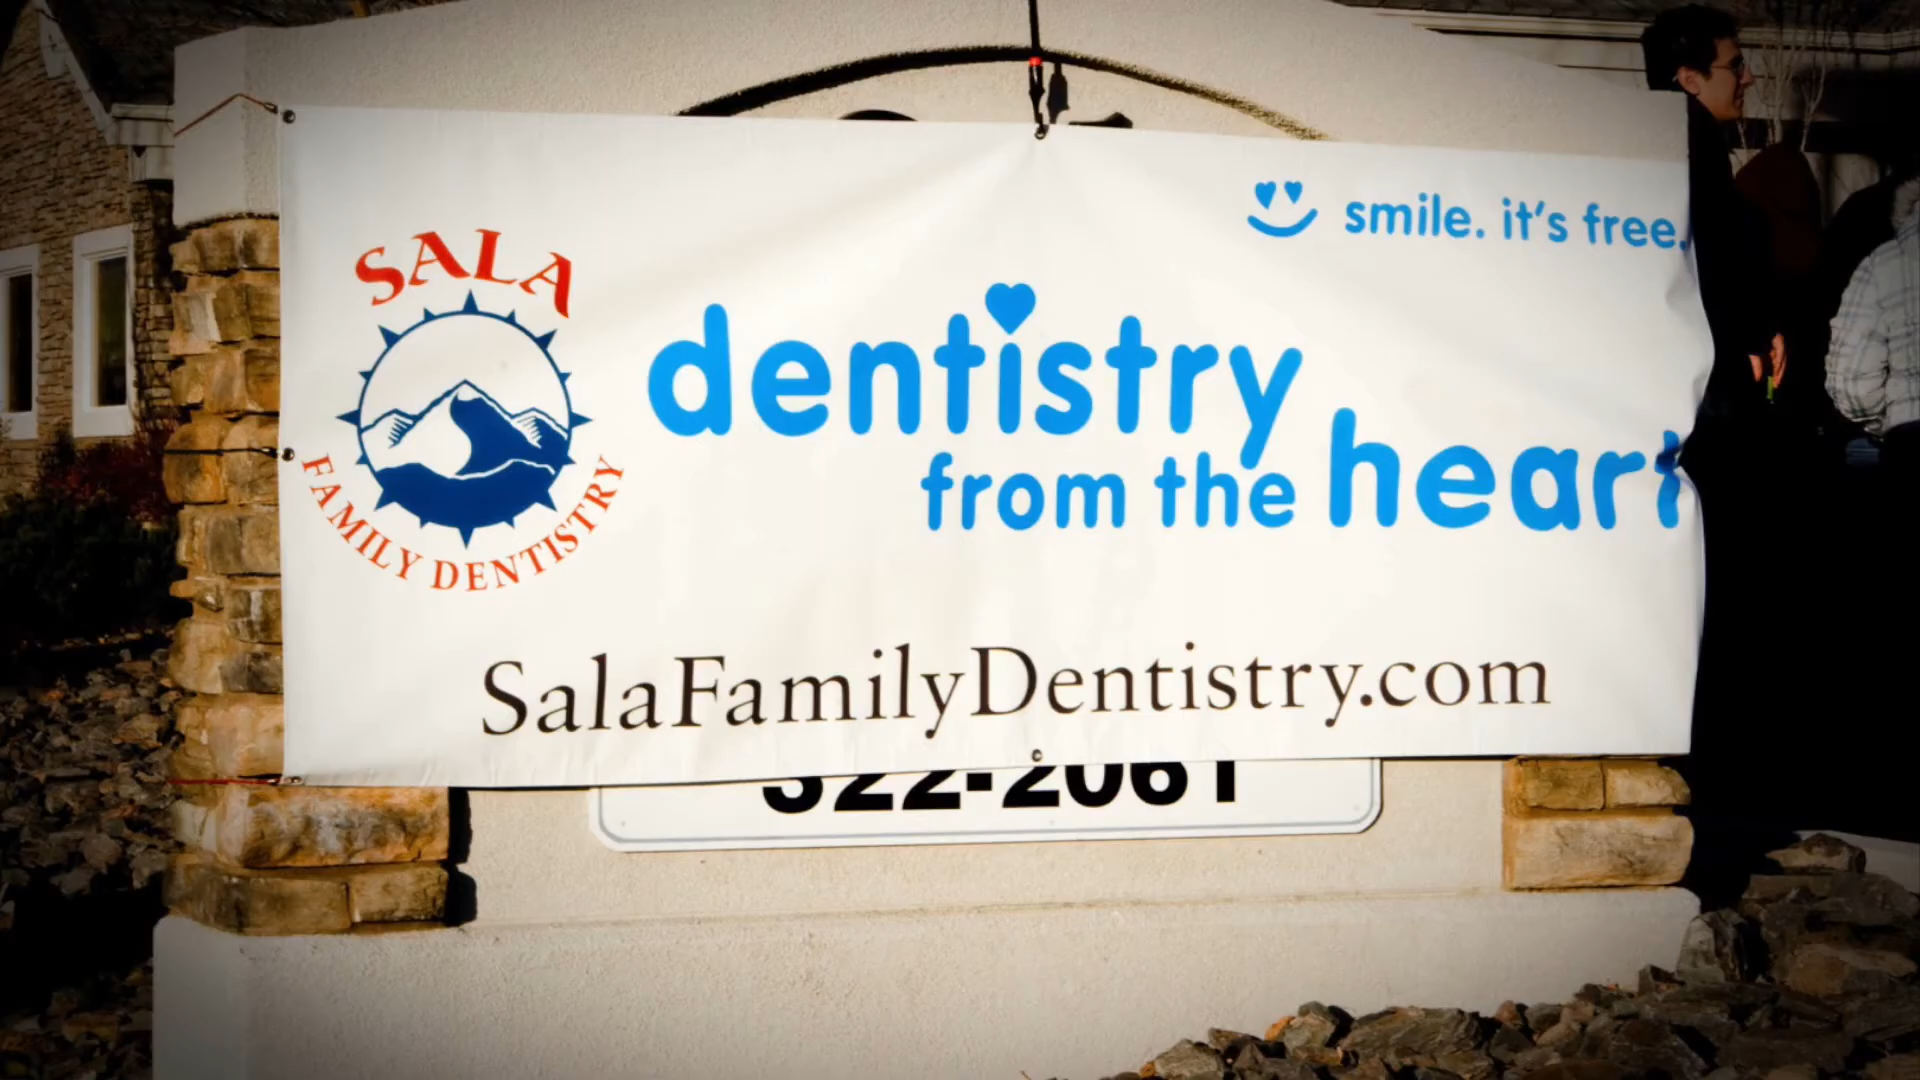 smile. it's free.
SALA
FAMILY DENTISTRY
dentistry
from the heart
SalaFamilyDentistry.com
322-2061